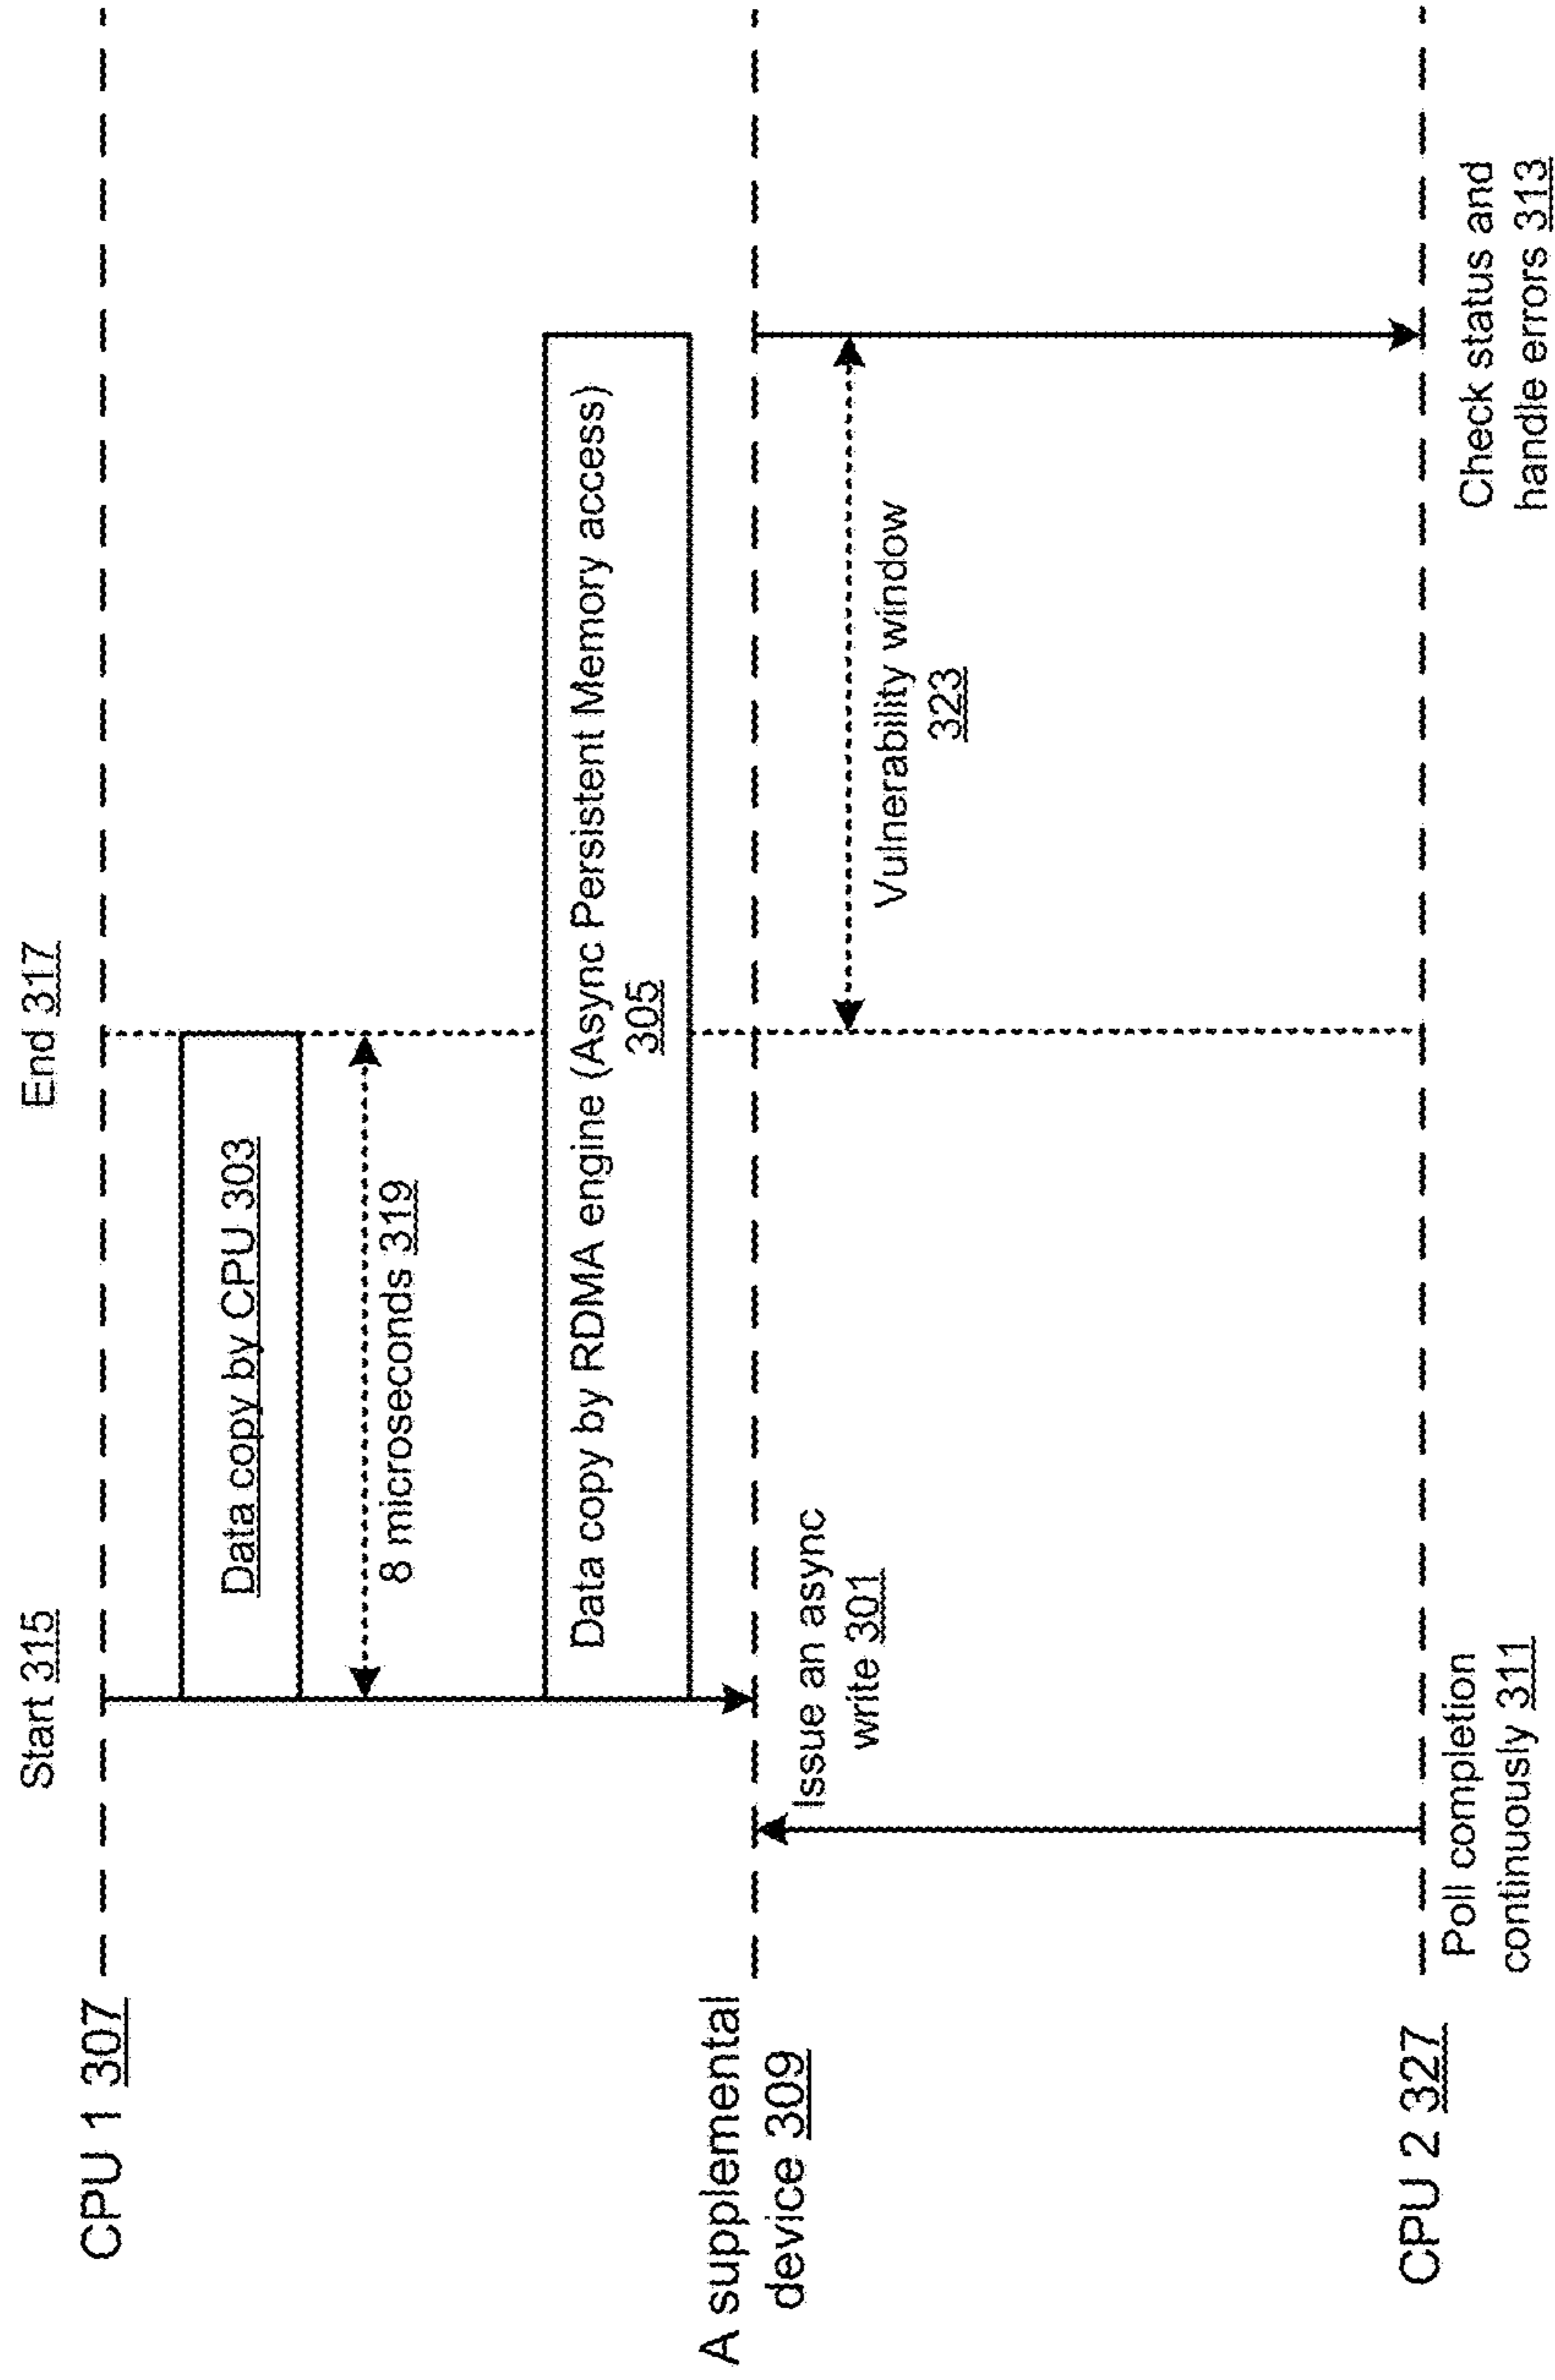 Start 315
End 317
CPU 1 307
Data copy by CPU 303
8 microseconds 319
Data copy by RDMA engine (Async Persistent Memory access)
305
A supplemental
device 309
Issue an async
write 301
Vulnerability window
323
CPU 2 327
Poll completion
continuously 311
Check status and
handle errors 313